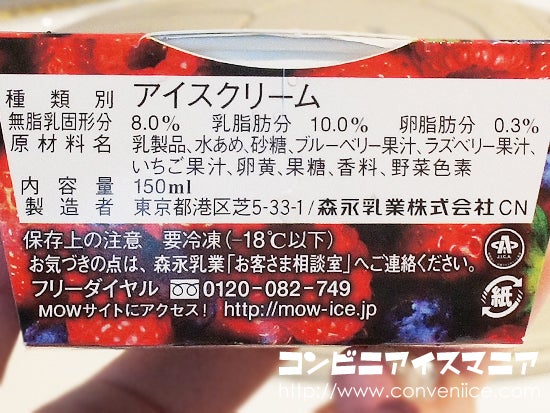 種類別 アイスクリーム
無脂乳固形分 8.0% 乳脂肪分 10.0% 卵脂肪分 0.3%
原材料名 乳製品、水あめ、砂糖、ブルーベリー果汁、ラズベリー果汁、
いちご果汁、卵黄、果糖、香料、野菜色素
内容量 150ml
製造者 東京都港区芝5-33-1/森永乳業株式会社CN
保存上の注意 要冷凍(−18℃以下)
お気づきの点は、森永乳業「お客さま相談室」へご連絡ください。
フリーダイヤル 0120-082-749
MOWサイトにアクセス! http://mow-ice.jp
A
J.I.C.A.
紙
コンビニアイスマニア
http://www.conveniice.com